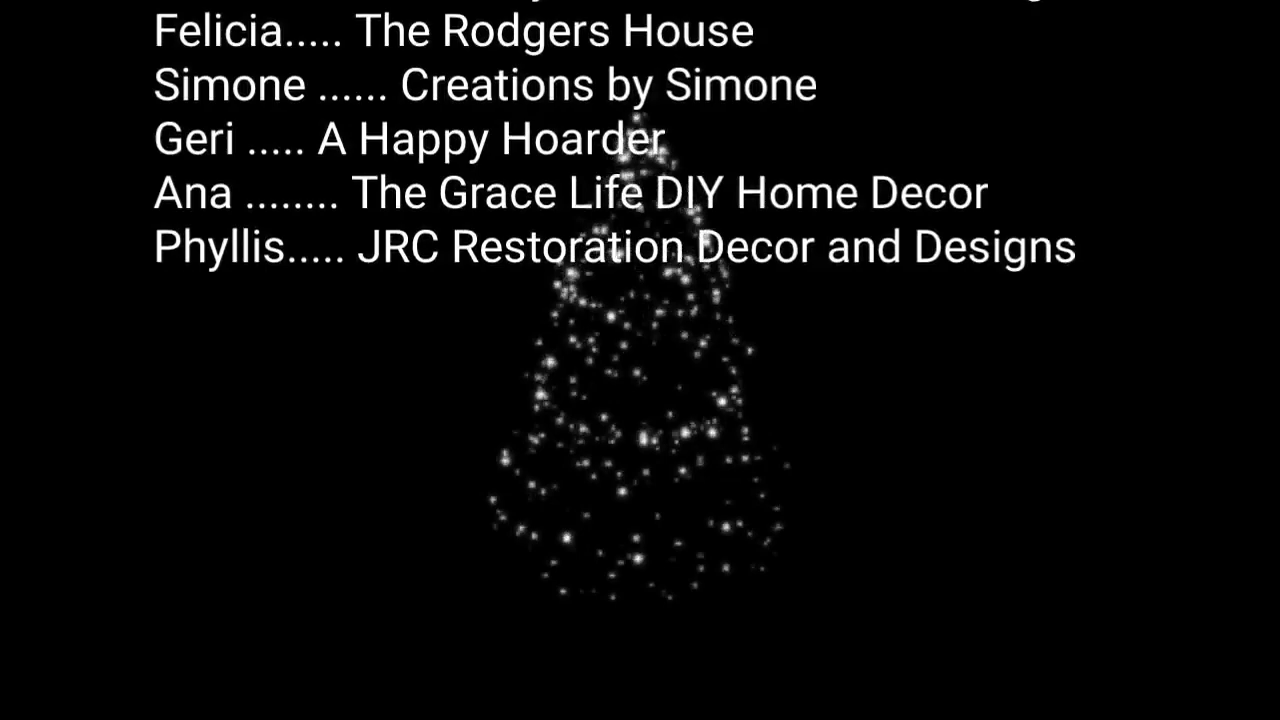 Felicia..... The Rodgers House
Simone ...... Creations by Simone
Geri ..... A Happy Hoarder
Ana ........ The Grace Life DIY Home Decor
Phyllis..... JRC Restoration Decor and Designs